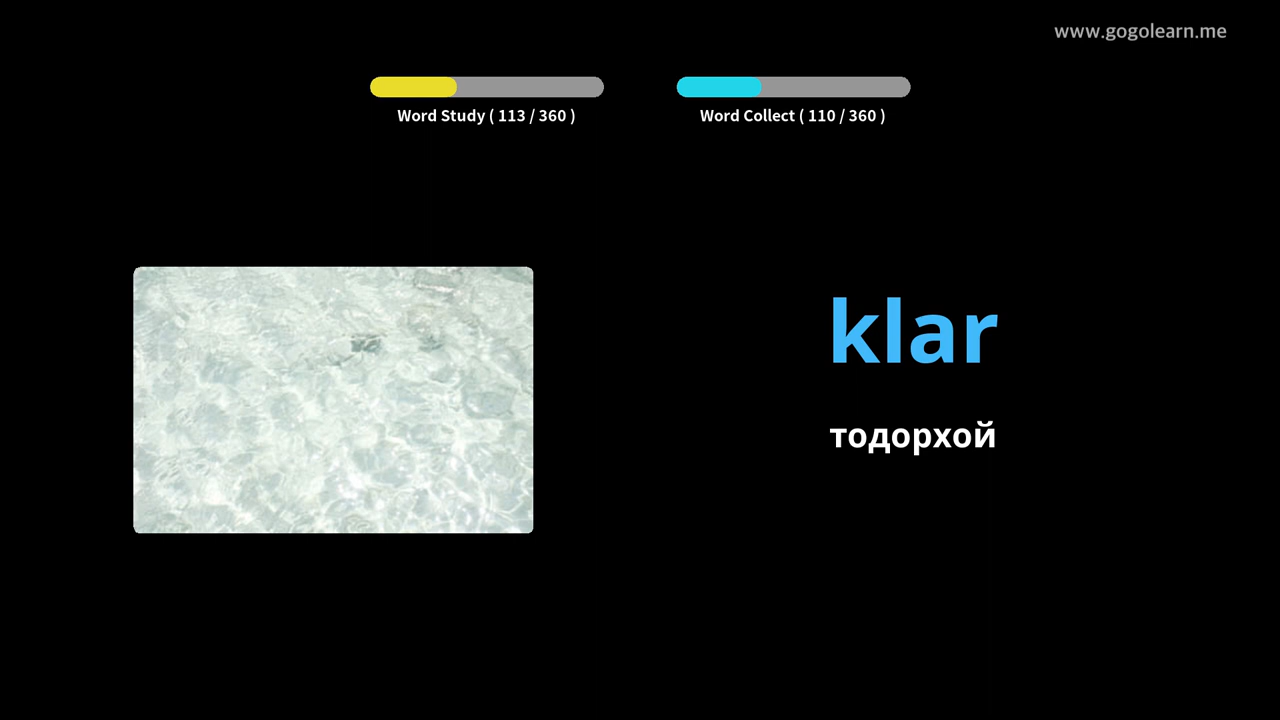 www.gogolearn.me
Word Study ( 113 / 360 )
Word Collect ( 110 / 360 )
klar
тодорхой